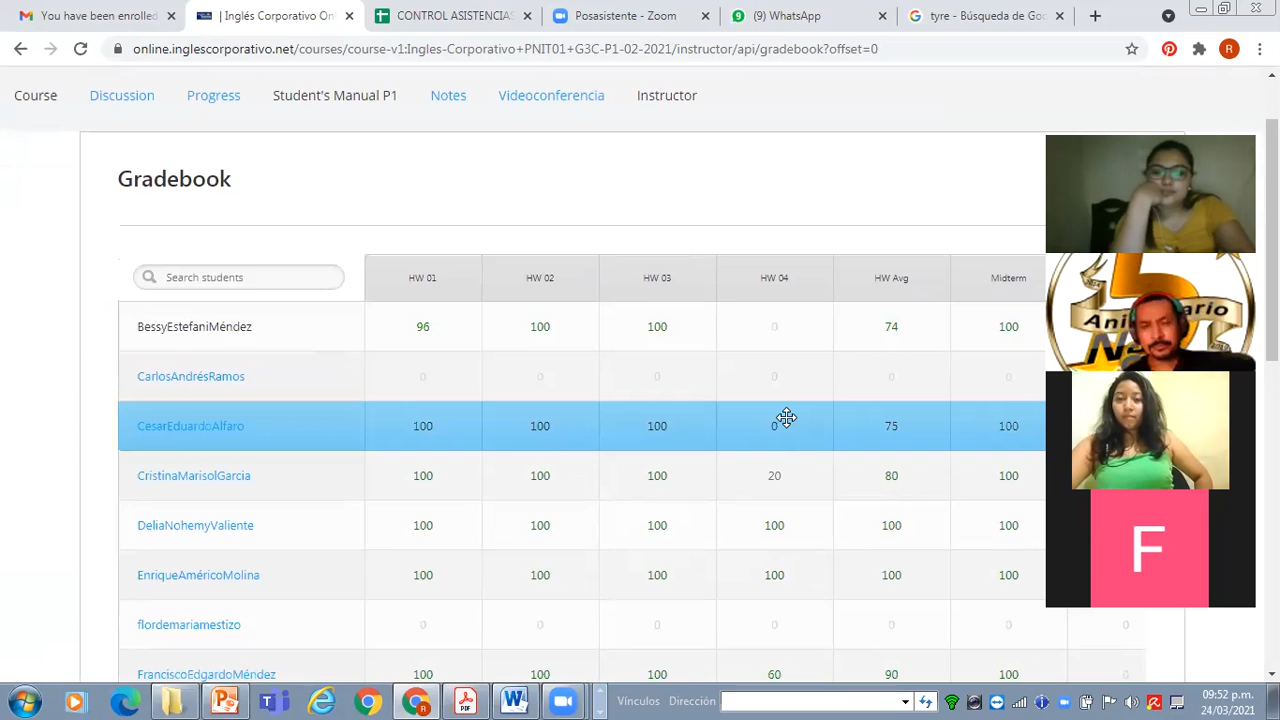 You have been enrolled
| Inglés Corporativo On
CONTROL ASISTENCIAS
Posasistente - Zoom
(9) WhatsApp
tyre - Búsqueda de Goo
online.inglescorporativo.net/courses/course-v1:Ingles-Corporativo+PNIT01+G3C-P1-02-2021/instructor/api/gradebook?offset=0
R
Course Discussion Progress Student's Manual P1 Notes Videoconferencia Instructor
Gradebook
Search students HW 01 HW 02 HW 03 HW 04 HW Avg Midterm
BessyEstefaniMéndez 96 100 100 0 74 100
CarlosAndrésRamos 0 0 0 0 0 0
CesarEduardoAlfaro 100 100 100 0 75 100
CristinaMarisolGarcia 100 100 100 20 80 100
DeliaNohemyValiente 100 100 100 100 100 100
EnriqueAméricoMolina 100 100 100 100 100 100
flordemariamestizo 0 0 0 0 0 0 0
FranciscoEdgardoMéndez 100 100 100 60 90 100
5
Aniversario
F
Vínculos Dirección
09:52 p.m.
24/03/2021